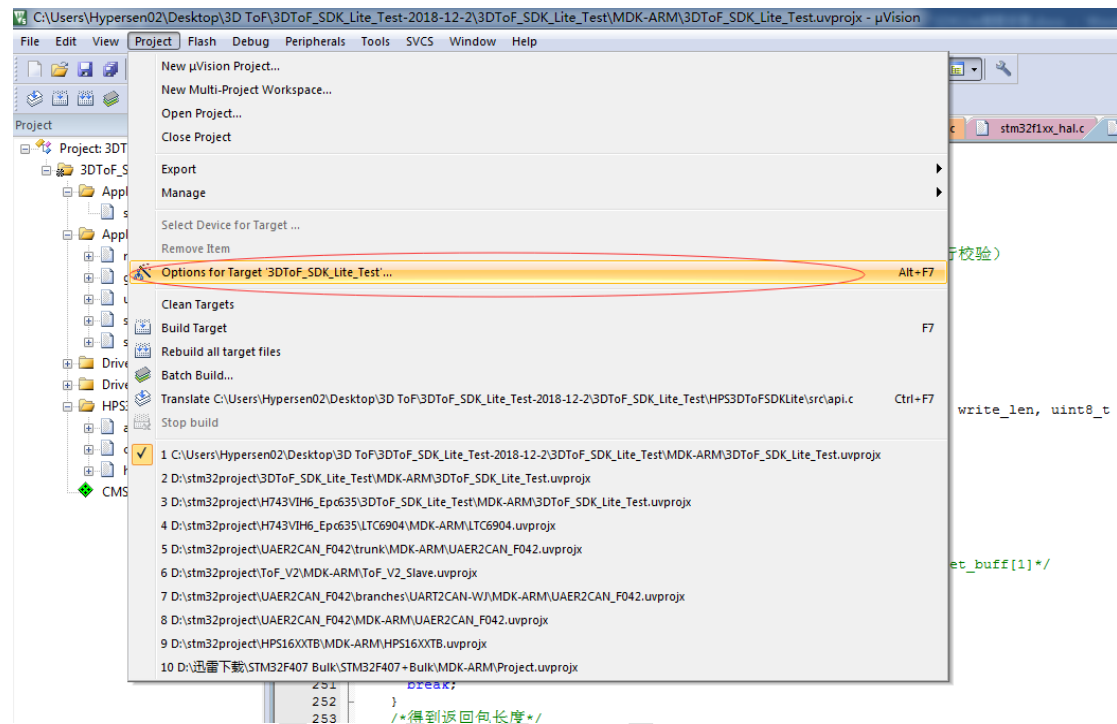 C:\Users\Hypersen02\Desktop\3D ToF\3DToF_SDK_Lite_Test-2018-12-2\3DToF_SDK_Lite_Test\MDK-ARM\3DToF_SDK_Lite_Test.uvprojx - µVision
File Edit View Project Flash Debug Peripherals Tools SVCS Window Help
New µVision Project...
New Multi-Project Workspace...
Open Project...
Close Project
Export
Manage
Select Device for Target ...
Remove Item
Options for Target '3DToF_SDK_Lite_Test'... Alt+F7
Clean Targets
Build Target F7
Rebuild all target files
Batch Build...
Translate C:\Users\Hypersen02\Desktop\3D ToF\3DToF_SDK_Lite_Test-2018-12-2\3DToF_SDK_Lite_Test\HPS3DToFSDKLite\src\api.c Ctrl+F7
Stop build
1 C:\Users\Hypersen02\Desktop\3D ToF\3DToF_SDK_Lite_Test-2018-12-2\3DToF_SDK_Lite_Test\MDK-ARM\3DToF_SDK_Lite_Test.uvprojx
2 D:\stm32project\3DToF_SDK_Lite_Test\MDK-ARM\3DToF_SDK_Lite_Test.uvprojx
3 D:\stm32project\H743VIH6_Epc635\3DToF_SDK_Lite_Test\MDK-ARM\3DToF_SDK_Lite_Test.uvprojx
4 D:\stm32project\H743VIH6_Epc635\LTC6904\MDK-ARM\LTC6904.uvprojx
5 D:\stm32project\UAER2CAN_F042\trunk\MDK-ARM\UAER2CAN_F042.uvprojx
6 D:\stm32project\ToF_V2\MDK-ARM\ToF_V2_Slave.uvprojx
7 D:\stm32project\UAER2CAN_F042\branches\UART2CAN-WJ\MDK-ARM\UAER2CAN_F042.uvprojx
8 D:\stm32project\UAER2CAN_F042\MDK-ARM\UAER2CAN_F042.uvprojx
9 D:\stm32project\HPS16XXTB\MDK-ARM\HPS16XXTB.uvprojx
10 D:\迅雷下载\STM32F407 Bulk\STM32F407+Bulk\MDK-ARM\Project.uvprojx
Project
Project: 3DT
3DToF_S
Appl
s
Appl
Drive
Drive
HPS3
CMS
c stm32f1xx_hal.c
行校验）
write_len, uint8_t
et_buff[1]*/
251 break;
252 }
253 /*得到返回包长度*/